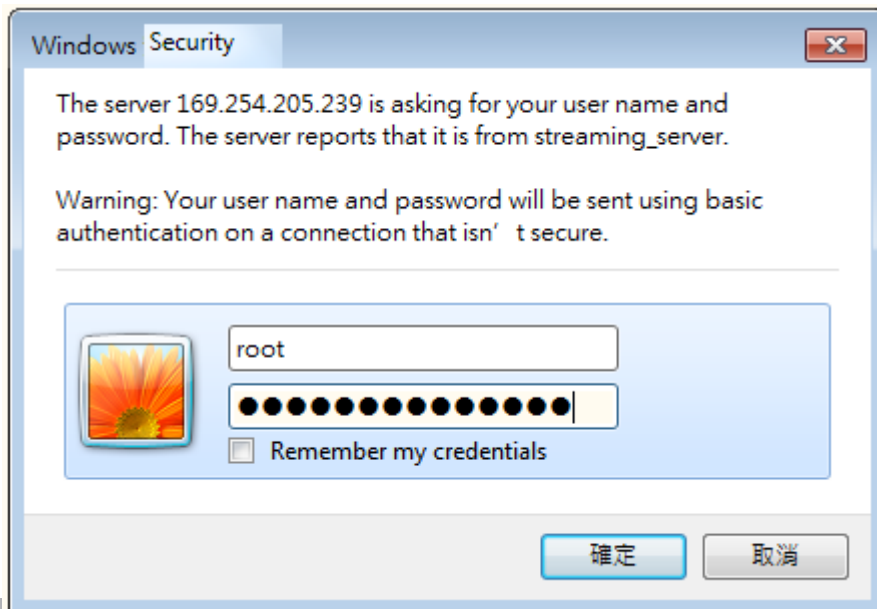 Windows Security
The server 169.254.205.239 is asking for your user name and
password. The server reports that it is from streaming_server.
Warning: Your user name and password will be sent using basic
authentication on a connection that isn’ t secure.
root
●●●●●●●●●●●●●●
Remember my credentials
確定
取消